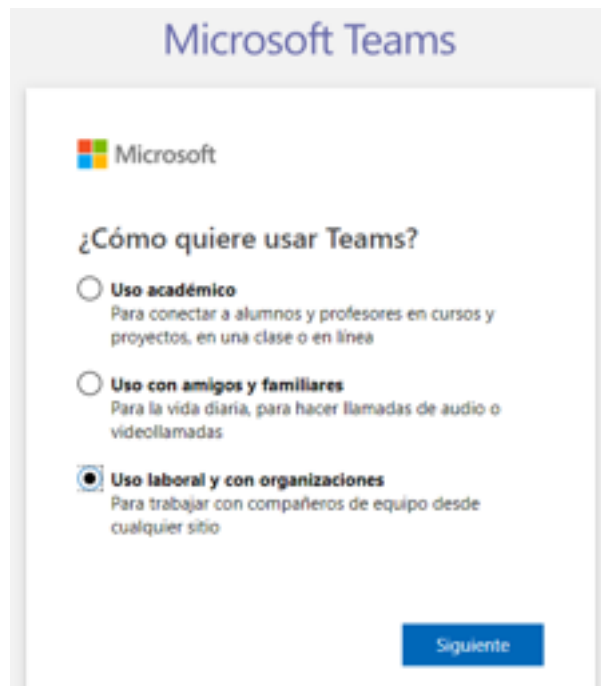 Microsoft Teams
Microsoft
¿Cómo quiere usar Teams?
Uso académico
Para conectar a alumnos y profesores en cursos y
proyectos, en una clase o en línea
Uso con amigos y familiares
Para la vida diaria, para hacer llamadas de audio o
videollamadas
Uso laboral y con organizaciones
Para trabajar con compañeros de equipo desde
cualquier sitio
Siguiente